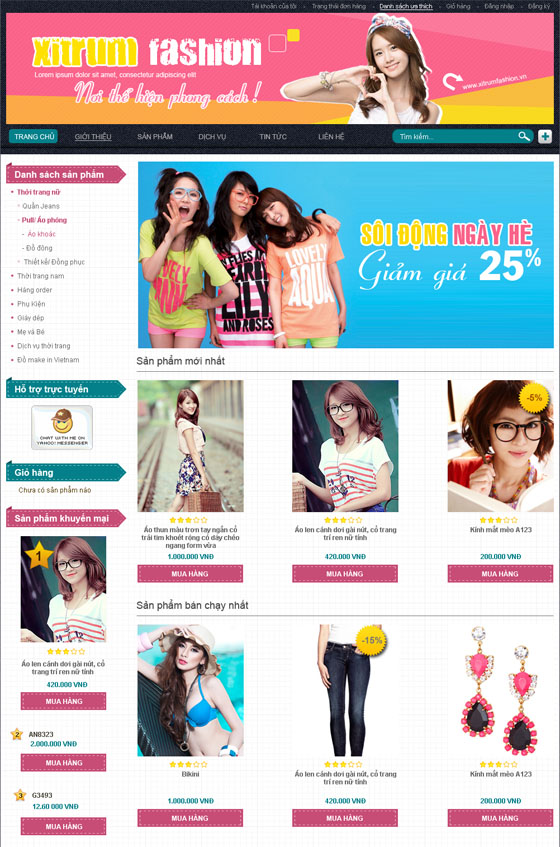 Tài khoản của tôi
Trạng thái đơn hàng
Danh sách ưa thích
Giỏ hàng
Đăng nhập
Đăng ký
xitrum fashion
Lorem ipsum dolor sit amet, consectetur adipiscing elit
Nơi thể hiện phong cách !
www.xitrumfashion.vn
TRANG CHỦ
GIỚI THIỆU
SẢN PHẨM
DỊCH VỤ
TIN TỨC
LIÊN HỆ
Tìm kiếm...
Danh sách sản phẩm
Thời trang nữ
Quần Jeans
- Pull/ Áo phông
- Áo khoác
- Đồ đông
Thiết kế/ Đồng phục
Thời trang nam
Hàng order
Phụ Kiện
Giày dép
Mẹ và Bé
Dịch vụ thời trang
Đồ make in Vietnam
Hỗ trợ trực tuyến
CHAT WITH ME ON
YAHOO! MESSENGER
Giỏ hàng
Chưa có sản phẩm nào
Sản phẩm khuyến mại
1
Áo len cánh dơi gài nút, cổ
trang trí ren nữ tính
420.000 VNĐ
MUA HÀNG
2
AN8323
2.000.000 VNĐ
MUA HÀNG
3
G3493
12.60 000 VNĐ
MUA HÀNG
LOVELY
AQUA
SÔI ĐỘNG NGÀY HÈ
Giảm giá 25%
Sản phẩm mới nhất
Áo thun màu trơn tay ngắn cổ
trái tim khoét rộng có dây chéo
ngang form vừa
1.000.000 VNĐ
MUA HÀNG
Áo len cánh dơi gài nút, cổ trang
trí ren nữ tính
420.000 VNĐ
MUA HÀNG
-5%
Kính mắt mèo A123
200.000 VNĐ
MUA HÀNG
Sản phẩm bán chạy nhất
Bikini
1.000.000 VNĐ
MUA HÀNG
-15%
Áo len cánh dơi gài nút, cổ trang
trí ren nữ tính
420.000 VNĐ
MUA HÀNG
Kính mắt mèo A123
200.000 VNĐ
MUA HÀNG